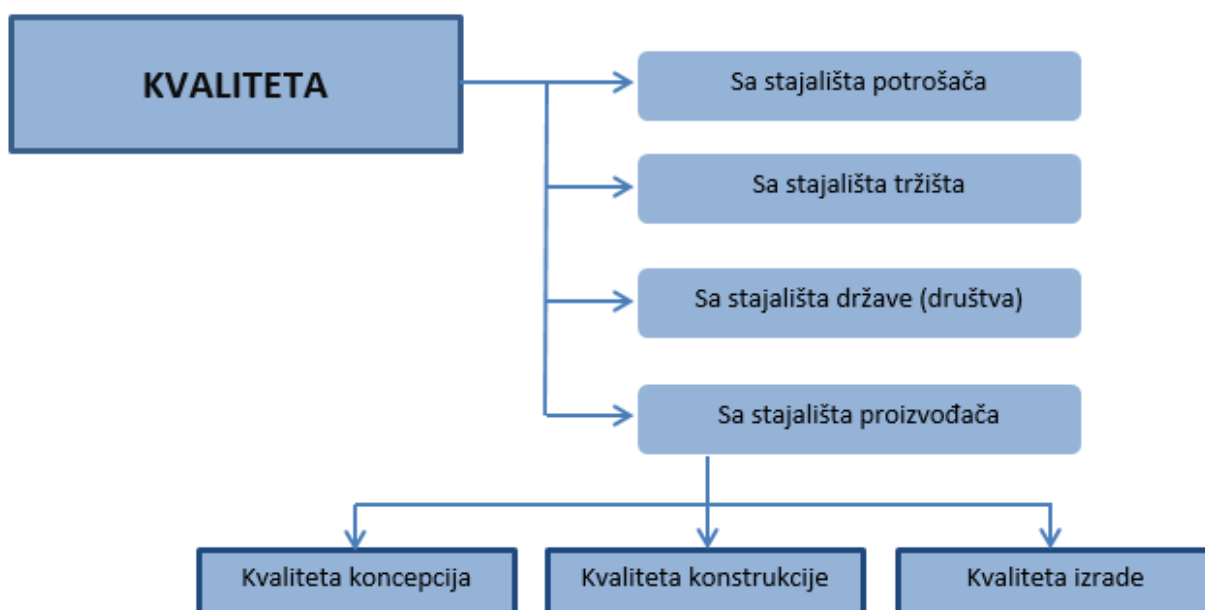 KVALITETA
Sa stajališta potrošača
Sa stajališta tržišta
Sa stajališta države (društva)
Sa stajališta proizvođača
Kvaliteta koncepcija
Kvaliteta konstrukcije
Kvaliteta izrade